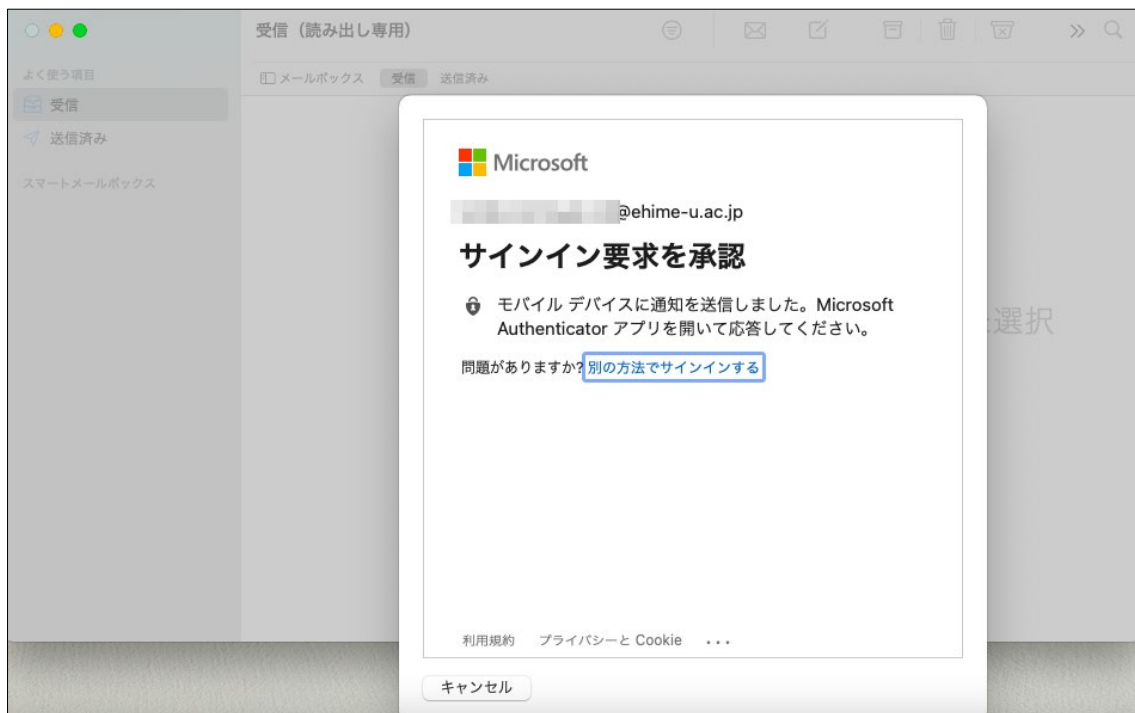 受信（読み出し専用）
よく使う項目
受信
送信済み
スマートメールボックス
メールボックス 受信 送信済み
選択
Microsoft
@ehime-u.ac.jp
サインイン要求を承認
モバイル デバイスに通知を送信しました。Microsoft
Authenticator アプリを開いて応答してください。
問題がありますか? 別の方法でサインインする
利用規約 プライバシーと Cookie ...
キャンセル